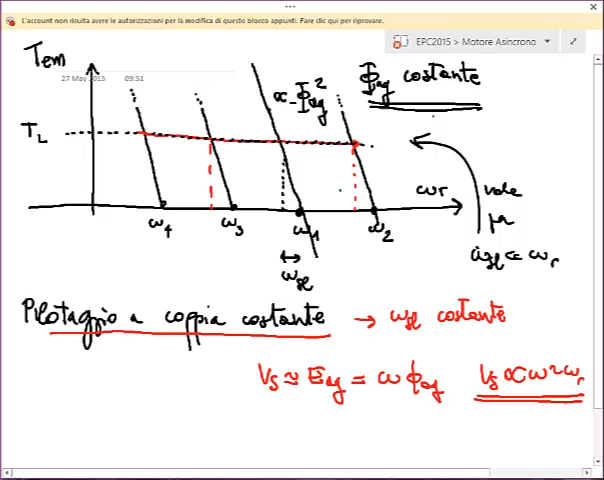 L'account non risulta avere le autorizzazioni per la modifica di questo blocco appunti. Fare clic qui per riprovare.
EPC2015 > Motore Asincrono
Tem
27 May 2015 09:51
∝ -Φag²
Φag costante
TL
ωr
ω4 ω3 ω1 ω2
ωsl
vale
per
ωsl << ωr
Pilotaggio a coppia costante → ωsl costante
Vs ≃ Eag = ω φag Vs ∝ ω ≃ ωr